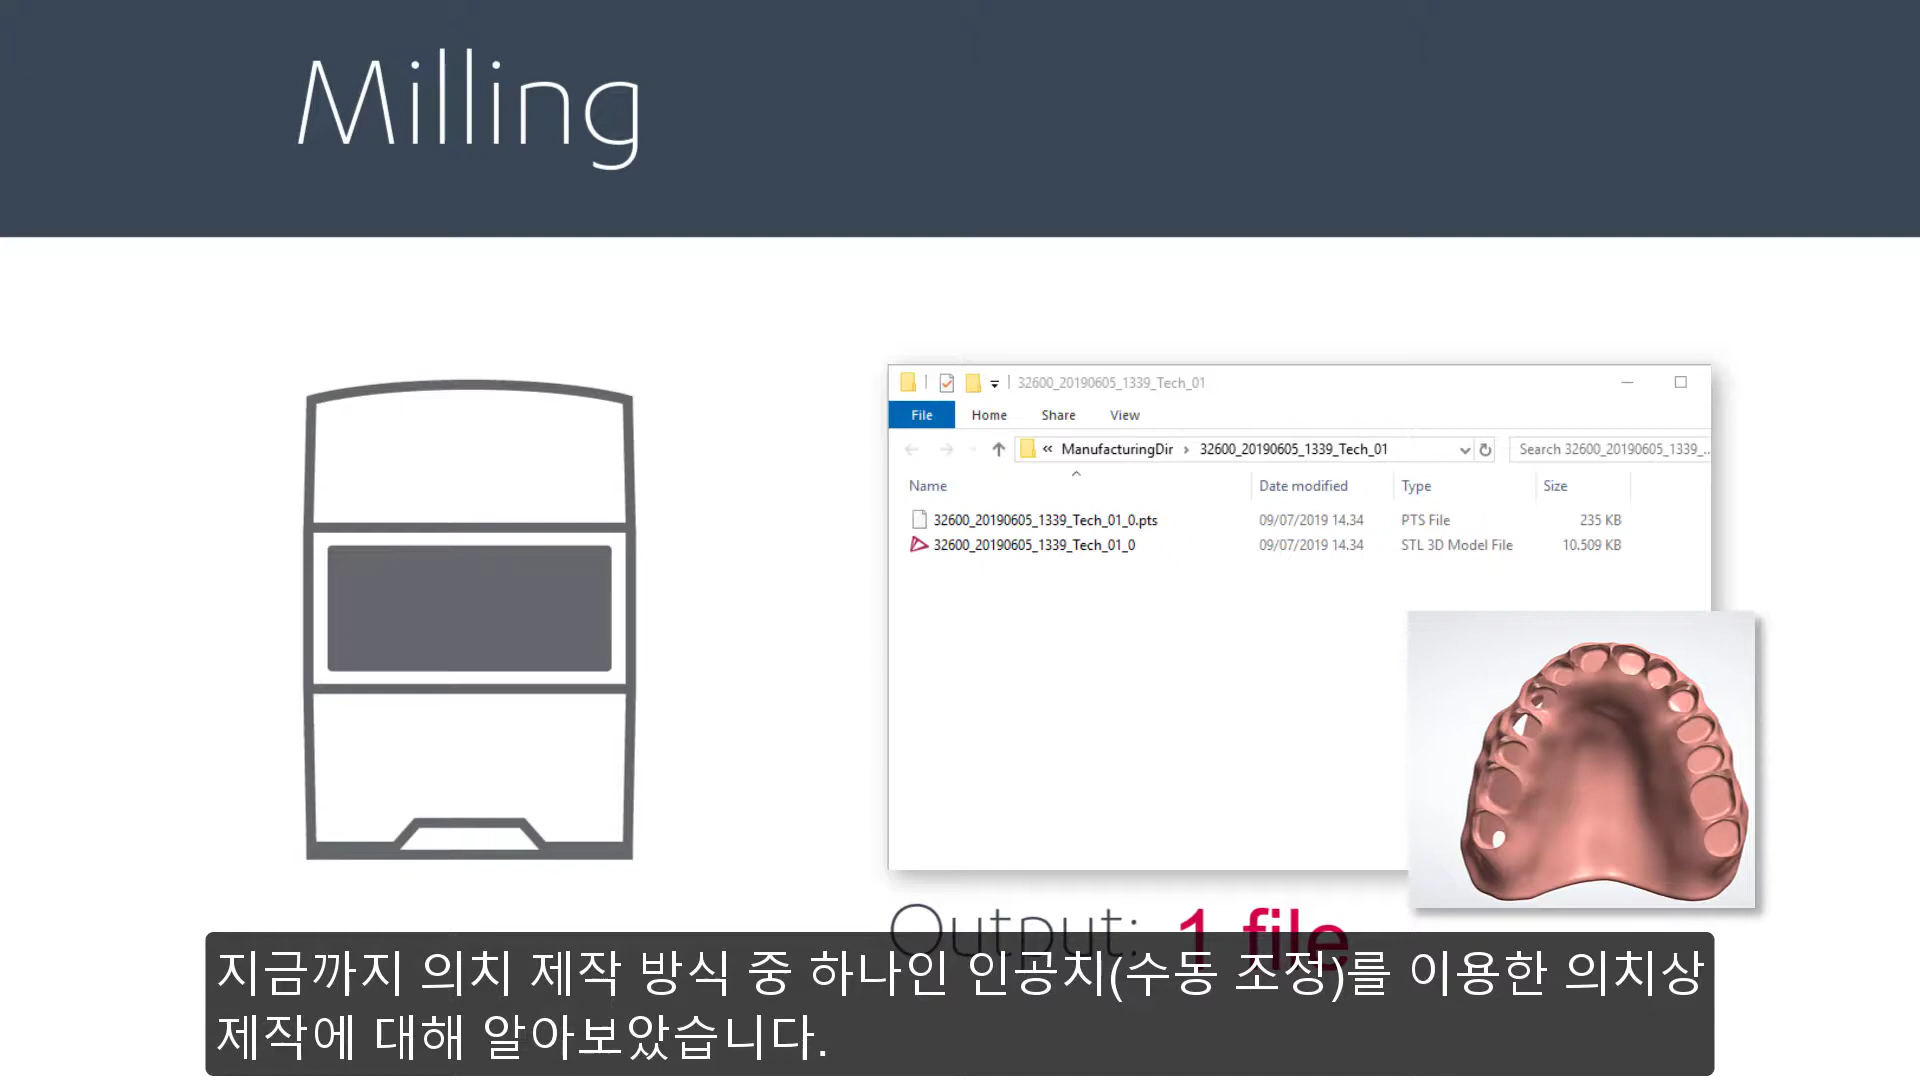 Milling
32600_20190605_1339_Tech_01
File Home Share View
« ManufacturingDir › 32600_20190605_1339_Tech_01
Search 32600_20190605_1339_...
Name Date modified Type Size
32600_20190605_1339_Tech_01_0.pts 09/07/2019 14.34 PTS File 235 KB
32600_20190605_1339_Tech_01_0 09/07/2019 14.34 STL 3D Model File 10.509 KB
Output: 1 file
지금까지 의치 제작 방식 중 하나인 인공치(수동 조정)를 이용한 의치상
제작에 대해 알아보았습니다.